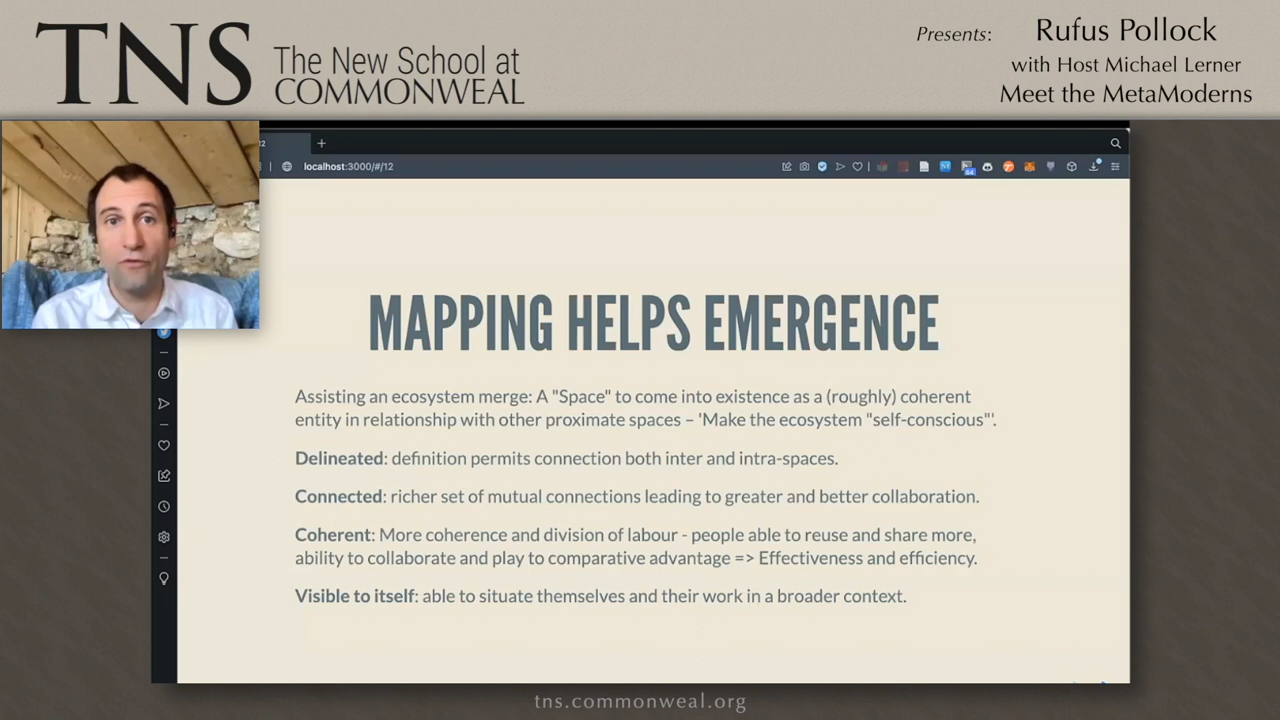 TNS
The New School at
COMMONWEAL
Presents: Rufus Pollock
with Host Michael Lerner
Meet the MetaModerns
12
localhost:3000/#/12
64
MAPPING HELPS EMERGENCE
Assisting an ecosystem merge: A "Space" to come into existence as a (roughly) coherent
entity in relationship with other proximate spaces – 'Make the ecosystem "self-conscious"'.
Delineated: definition permits connection both inter and intra-spaces.
Connected: richer set of mutual connections leading to greater and better collaboration.
Coherent: More coherence and division of labour - people able to reuse and share more,
ability to collaborate and play to comparative advantage => Effectiveness and efficiency.
Visible to itself: able to situate themselves and their work in a broader context.
tns.commonweal.org